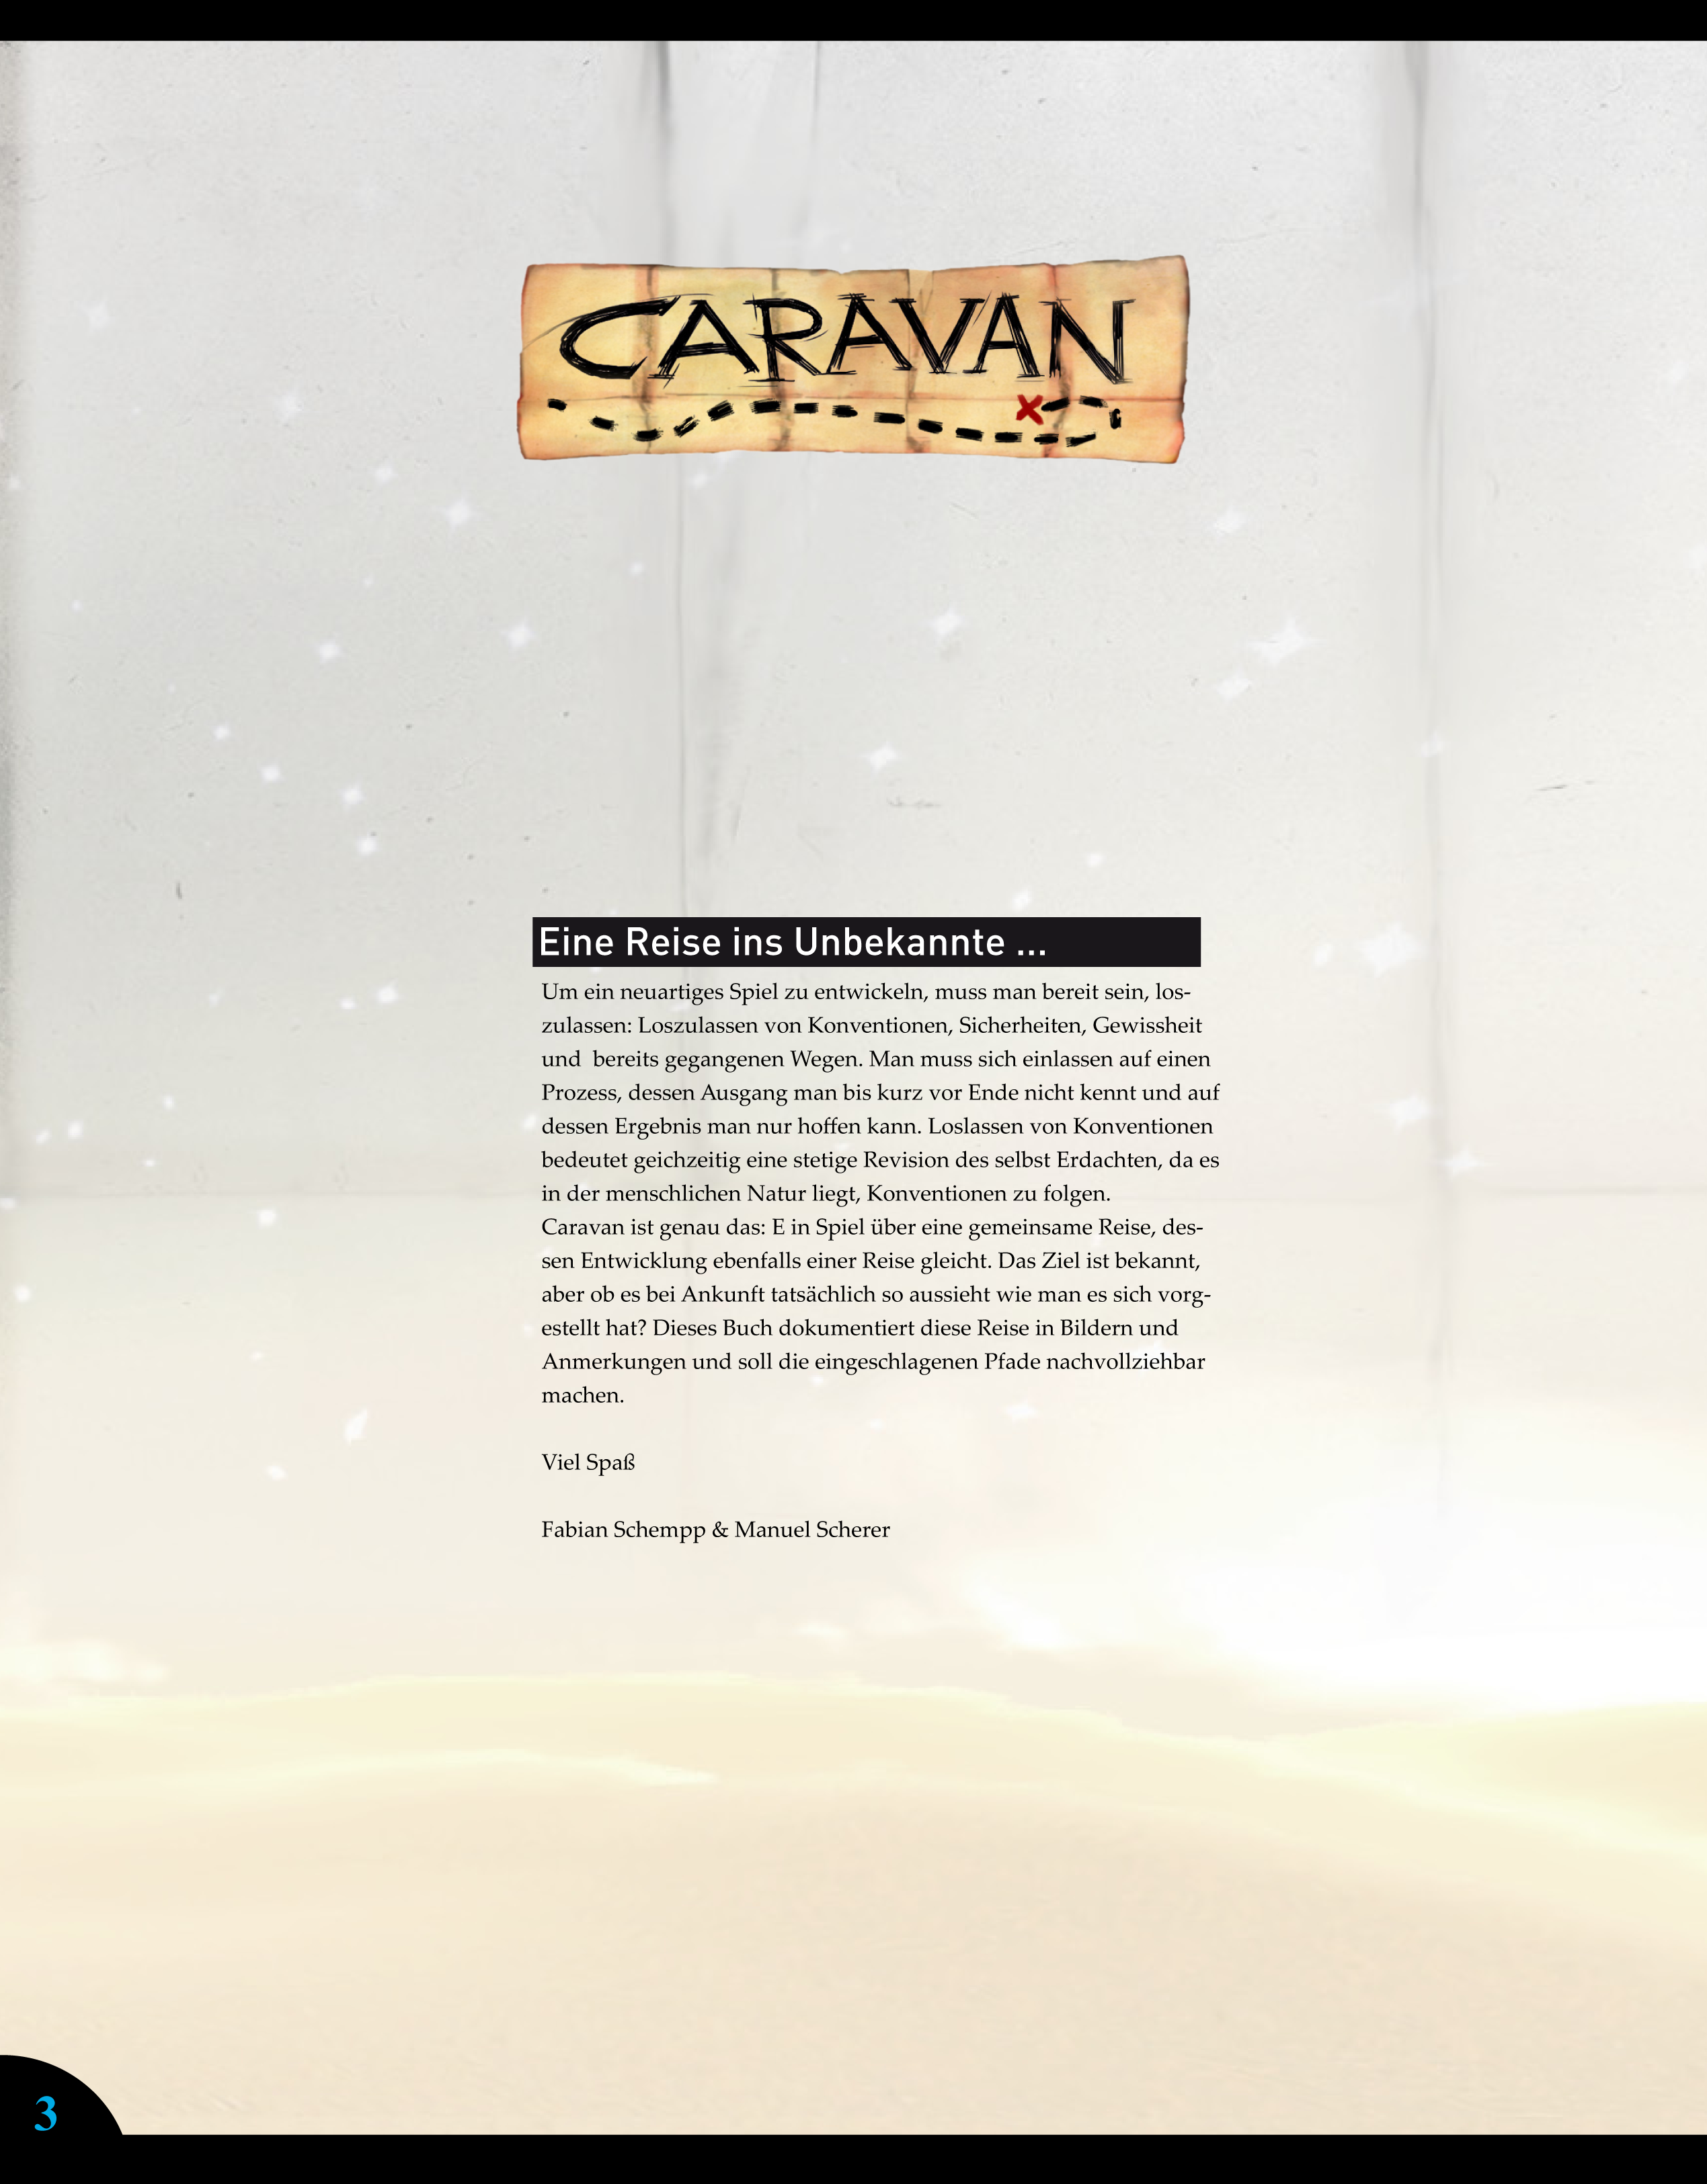 CARAVAN
Eine Reise ins Unbekannte ...
Um ein neuartiges Spiel zu entwickeln, muss man bereit sein, los-
zulassen: Loszulassen von Konventionen, Sicherheiten, Gewissheit
und  bereits gegangenen Wegen. Man muss sich einlassen auf einen
Prozess, dessen Ausgang man bis kurz vor Ende nicht kennt und auf
dessen Ergebnis man nur hoffen kann. Loslassen von Konventionen
bedeutet geichzeitig eine stetige Revision des selbst Erdachten, da es
in der menschlichen Natur liegt, Konventionen zu folgen.
Caravan ist genau das: E in Spiel über eine gemeinsame Reise, des-
sen Entwicklung ebenfalls einer Reise gleicht. Das Ziel ist bekannt,
aber ob es bei Ankunft tatsächlich so aussieht wie man es sich vorg-
estellt hat? Dieses Buch dokumentiert diese Reise in Bildern und
Anmerkungen und soll die eingeschlagenen Pfade nachvollziehbar
machen.
Viel Spaß
Fabian Schempp & Manuel Scherer
3